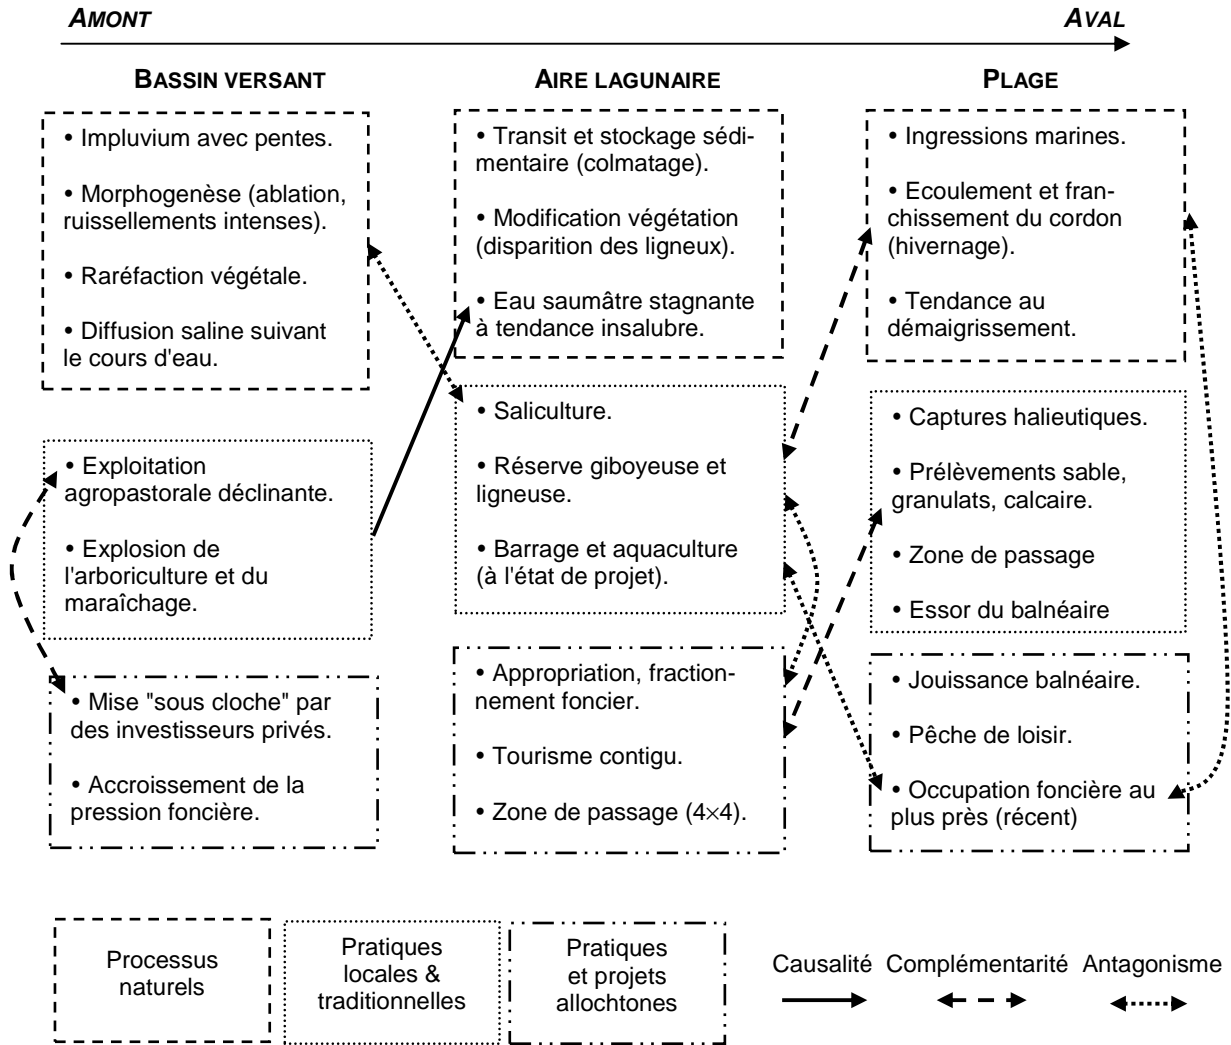 AMONT
AVAL
BASSIN VERSANT
• Impluvium avec pentes.
• Morphogenèse (ablation,
ruissellements intenses).
• Raréfaction végétale.
• Diffusion saline suivant
le cours d'eau.
• Exploitation
agropastorale déclinante.
• Explosion de
l'arboriculture et du
maraîchage.
• Mise "sous cloche" par
des investisseurs privés.
• Accroissement de la
pression foncière.
AIRE LAGUNAIRE
• Transit et stockage sédi-
mentaire (colmatage).
• Modification végétation
(disparition des ligneux).
• Eau saumâtre stagnante
à tendance insalubre.
• Saliculture.
• Réserve giboyeuse et
ligneuse.
• Barrage et aquaculture
(à l'état de projet).
• Appropriation, fraction-
nement foncier.
• Tourisme contigu.
• Zone de passage (4×4).
PLAGE
• Ingressions marines.
• Ecoulement et fran-
chissement du cordon
(hivernage).
• Tendance au
démaigrissement.
• Captures halieutiques.
• Prélèvements sable,
granulats, calcaire.
• Zone de passage
• Essor du balnéaire
• Jouissance balnéaire.
• Pêche de loisir.
• Occupation foncière au
plus près (récent)
Processus
naturels
Pratiques
locales &
traditionnelles
Pratiques
et projets
allochtones
Causalité
Complémentarité
Antagonisme